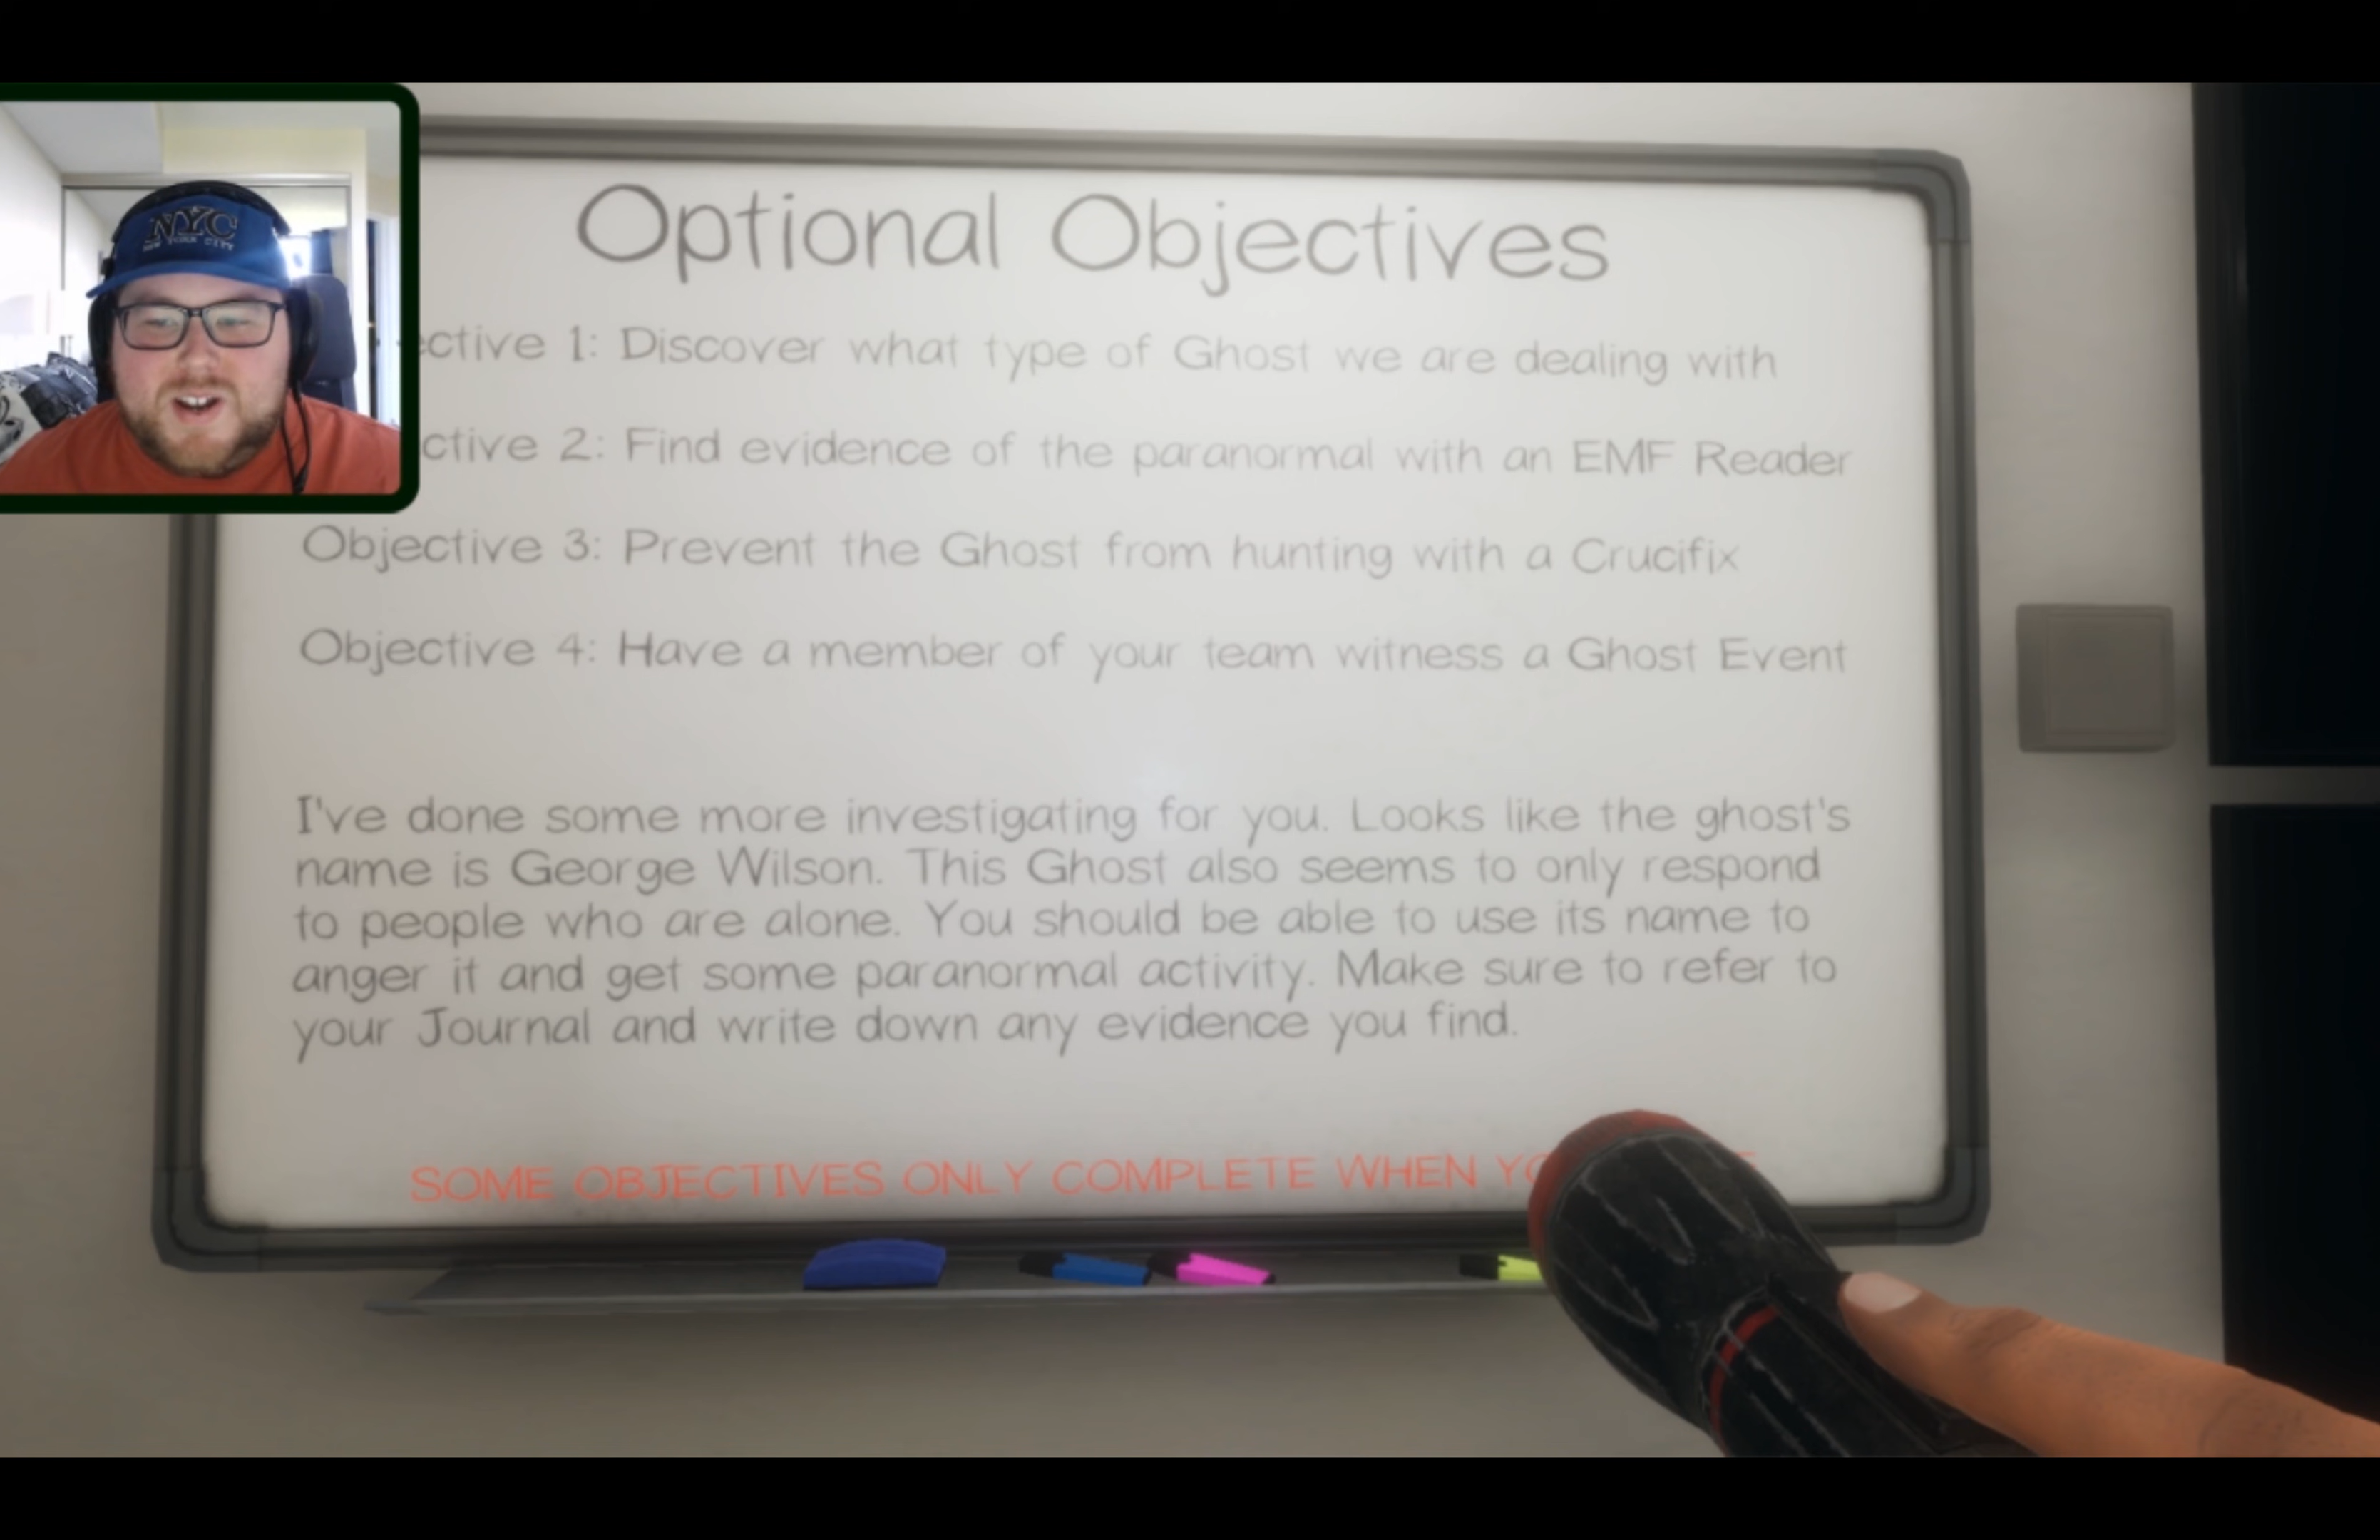 NYC
NEW YORK CITY
Optional Objectives
ective 1: Discover what type of Ghost we are dealing with
ctive 2: Find evidence of the paranormal with an EMF Reader
Objective 3: Prevent the Ghost from hunting with a Crucifix
Objective 4: Have a member of your team witness a Ghost Event
I've done some more investigating for you. Looks like the ghost's
name is George Wilson. This Ghost also seems to only respond
to people who are alone. You should be able to use its name to
anger it and get some paranormal activity. Make sure to refer to
your Journal and write down any evidence you find.
SOME OBJECTIVES ONLY COMPLETE WHEN